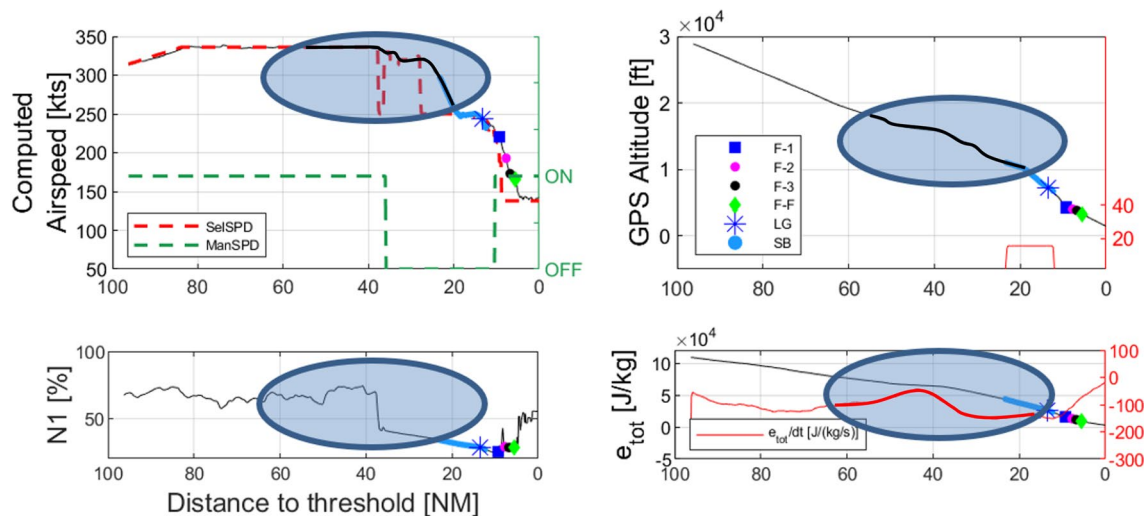 350
300
250
200
150
100
50
Computed
Airspeed [kts]
SelSPD
ManSPD
ON
OFF
100
80
60
40
20
0
×10⁴
3
2
1
0
GPS Altitude [ft]
F-1
F-2
F-3
F-F
LG
SB
40
20
100
80
60
40
20
0
100
50
N1 [%]
100
80
60
40
20
0
Distance to threshold [NM]
×10⁴
10
5
0
-5
e_tot [J/kg]
e_tot/dt [J/(kg/s)]
100
0
-100
-200
-300
100
80
60
40
20
0